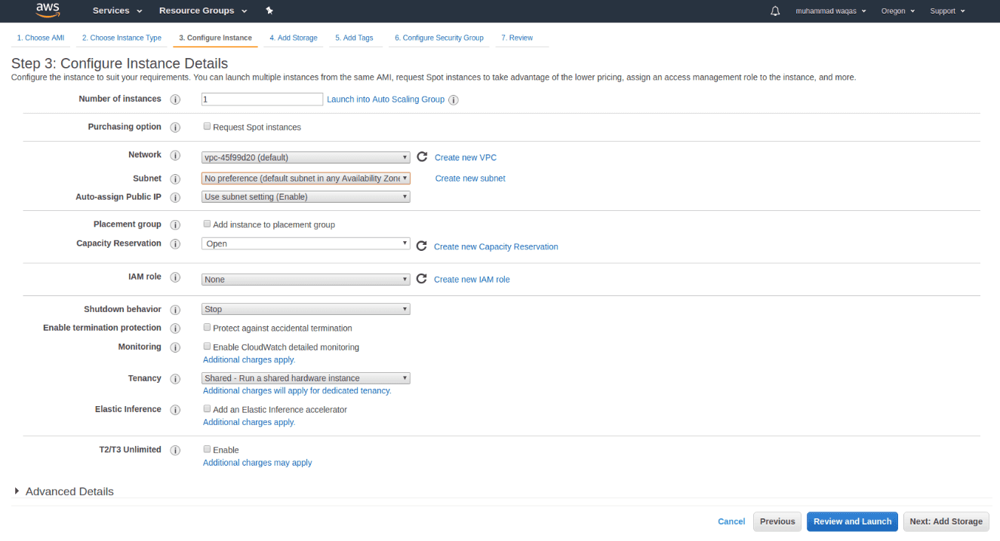 aws Services Resource Groups muhammad waqas Oregon Support
1. Choose AMI 2. Choose Instance Type 3. Configure Instance 4. Add Storage 5. Add Tags 6. Configure Security Group 7. Review
Step 3: Configure Instance Details
Configure the instance to suit your requirements. You can launch multiple instances from the same AMI, request Spot instances to take advantage of the lower pricing, assign an access management role to the instance, and more.
Number of instances i 1 Launch into Auto Scaling Group i
Purchasing option i Request Spot instances
Network i vpc-45f99d20 (default) Create new VPC
Subnet i No preference (default subnet in any Availability Zone Create new subnet
Auto-assign Public IP i Use subnet setting (Enable)
Placement group i Add instance to placement group
Capacity Reservation i Open Create new Capacity Reservation
IAM role i None Create new IAM role
Shutdown behavior i Stop
Enable termination protection i Protect against accidental termination
Monitoring i Enable CloudWatch detailed monitoring
Additional charges apply.
Tenancy i Shared - Run a shared hardware instance
Additional charges will apply for dedicated tenancy.
Elastic Inference i Add an Elastic Inference accelerator
Additional charges apply.
T2/T3 Unlimited i Enable
Additional charges may apply
Advanced Details
Cancel Previous Review and Launch Next: Add Storage